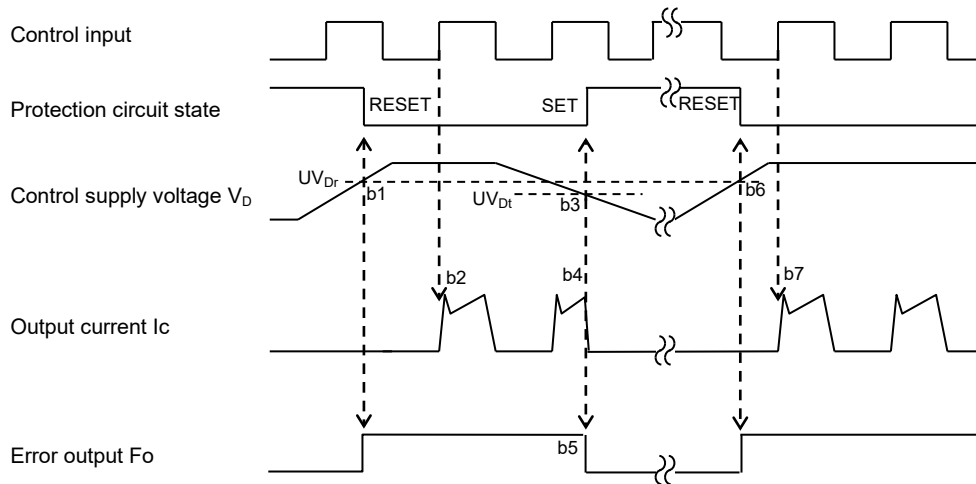 Control input
Protection circuit state
RESET
SET
RESET
UVDr
b1
b6
Control supply voltage VD
UVDt
b3
b2
b4
b7
Output current Ic
b5
Error output Fo